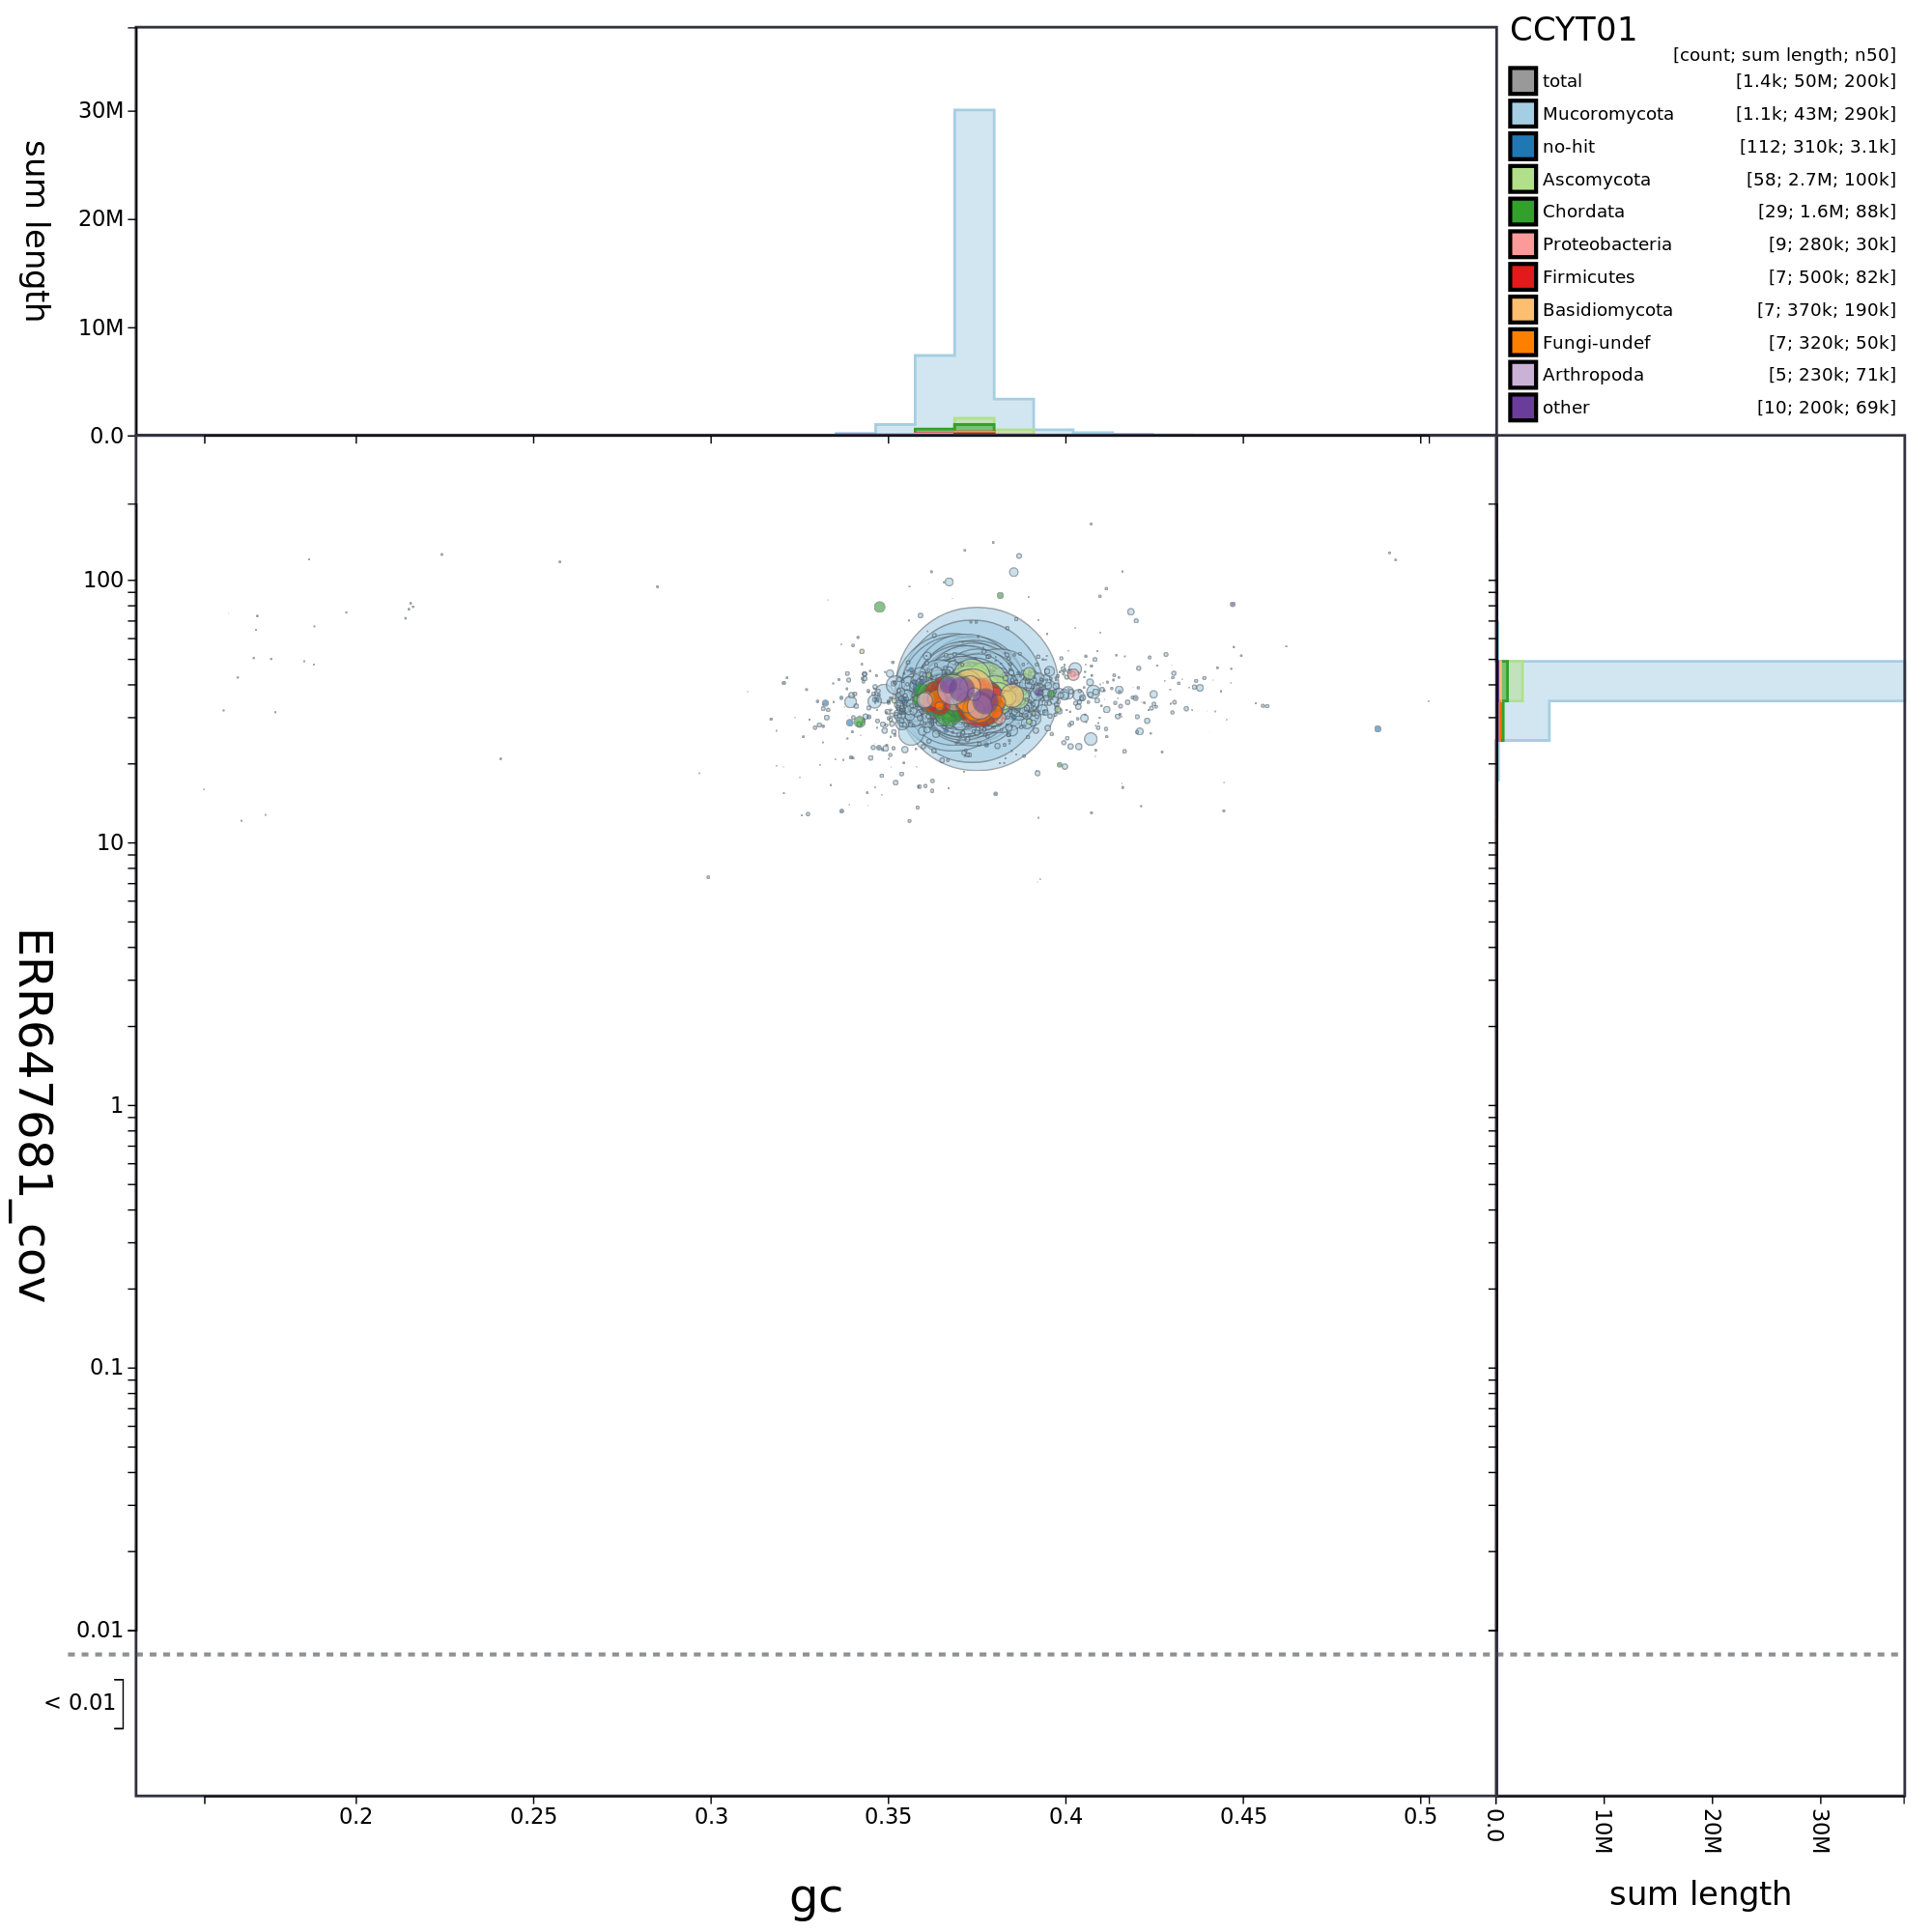 CCYT01
[count; sum length; n50]
total [1.4k; 50M; 200k]
Mucoromycota [1.1k; 43M; 290k]
no-hit [112; 310k; 3.1k]
Ascomycota [58; 2.7M; 100k]
Chordata [29; 1.6M; 88k]
Proteobacteria [9; 280k; 30k]
Firmicutes [7; 500k; 82k]
Basidiomycota [7; 370k; 190k]
Fungi-undef [7; 320k; 50k]
Arthropoda [5; 230k; 71k]
other [10; 200k; 69k]
sum length
30M
20M
10M
0.0
ERR647681_cov
100
10
1
0.1
0.01
< 0.01
0.2 0.25 0.3 0.35 0.4 0.45 0.5
gc
0.0 10M 20M 30M
sum length